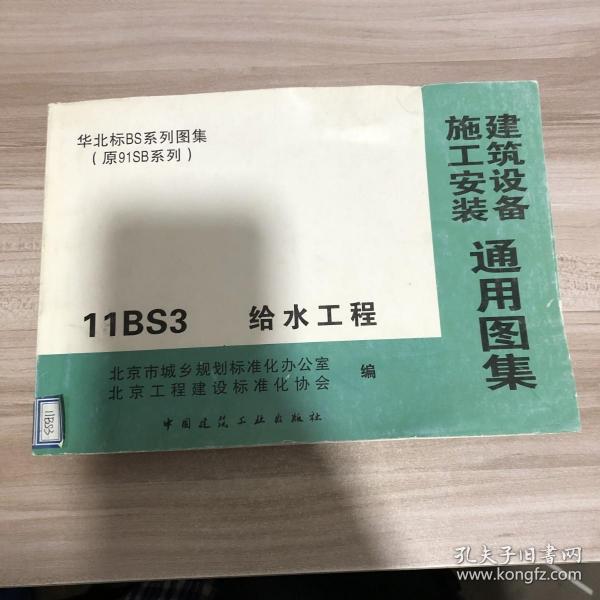 华北标BS系列图集
(原91SB系列)
建筑设备
施工安装
通用图集
11BS3 给水工程
北京市城乡规划标准化办公室
北京工程建设标准化协会
编
中国建筑工业出版社
11BS3
孔夫子旧书网
www.kongfz.com